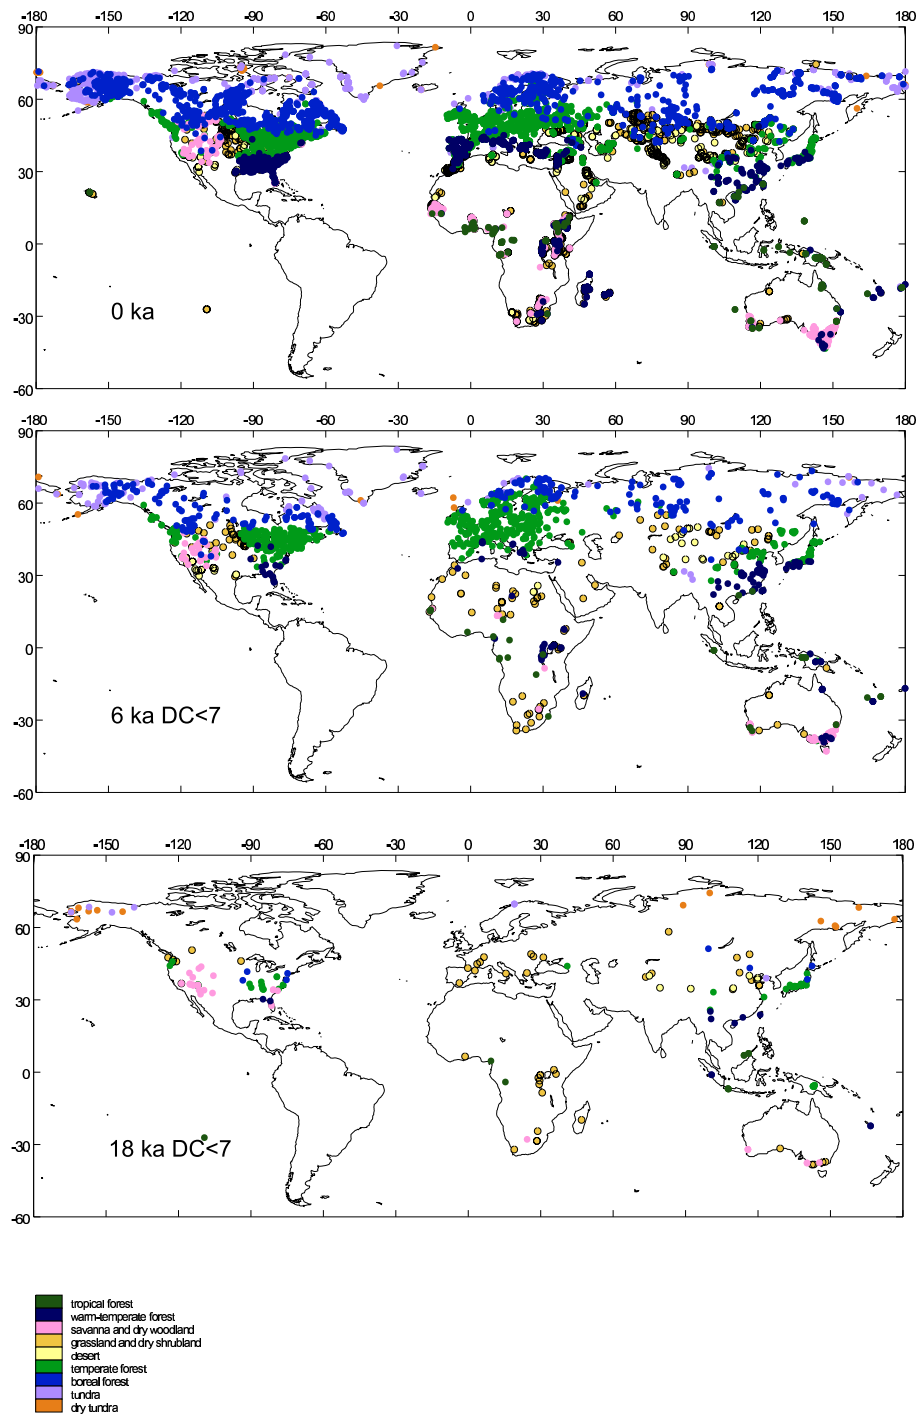 -180 -150 -120 -90 -60 -30 0 30 60 90 120 150 180
90
60
30
0
0 ka
-30
-60
-180 -150 -120 -90 -60 -30 0 30 60 90 120 150 180
90
60
30
0
6 ka DC<7
-30
-60
-180 -150 -120 -90 -60 -30 0 30 60 90 120 150 180
90
60
30
0
18 ka DC<7
-30
-60
tropical forest
warm-temperate forest
savanna and dry woodland
grassland and dry shrubland
desert
temperate forest
boreal forest
tundra
dry tundra